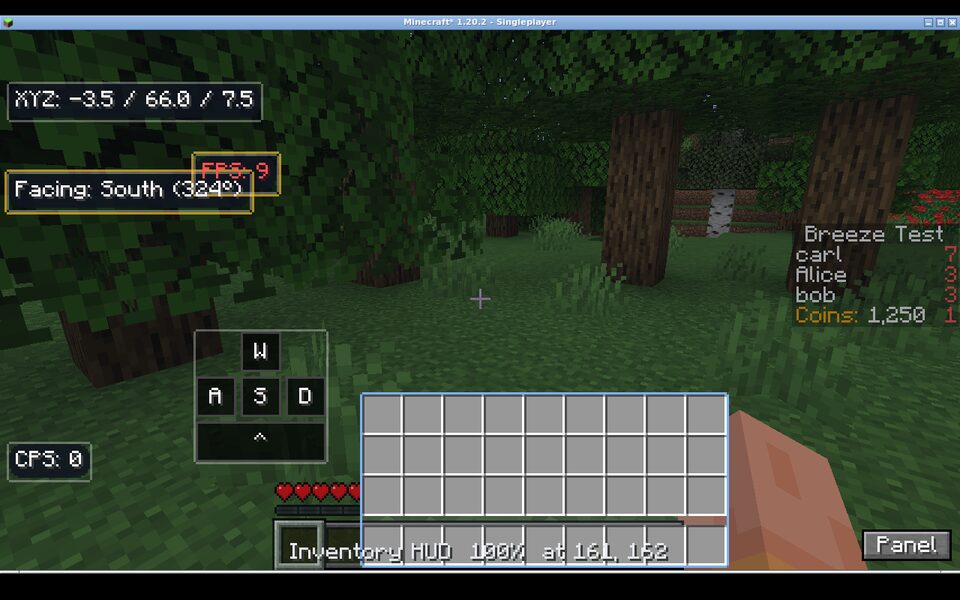 Minecraft* 1.20.2 - Singleplayer
XYZ: -3.5 / 66.0 / 7.5
FPS: 9
Facing: South (324º)
Breeze Test
carl 7
Alice 3
bob 3
Coins: 1,250 1
W
A S D
^
CPS: 0
Inventory HUD 100% at 161, 162
Panel